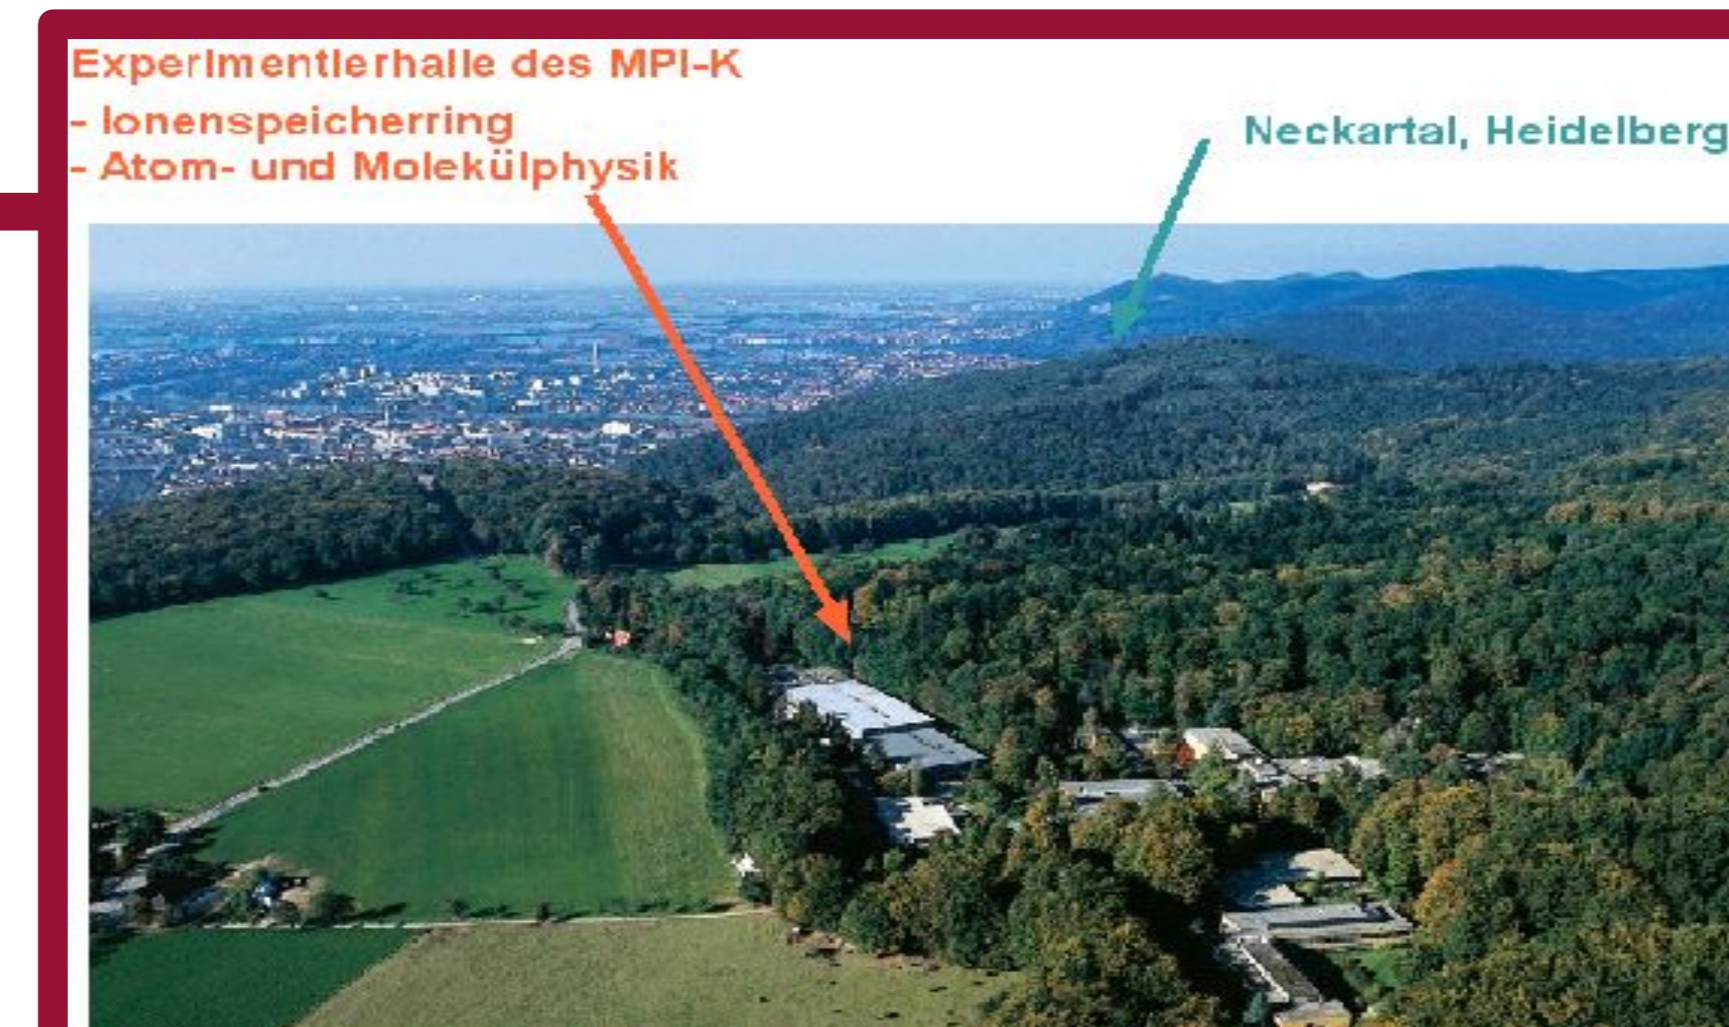 Experimentierhalle des MPI-K
- Ionenspeicherring
- Atom- und Molekülphysik
Neckartal, Heidelberg